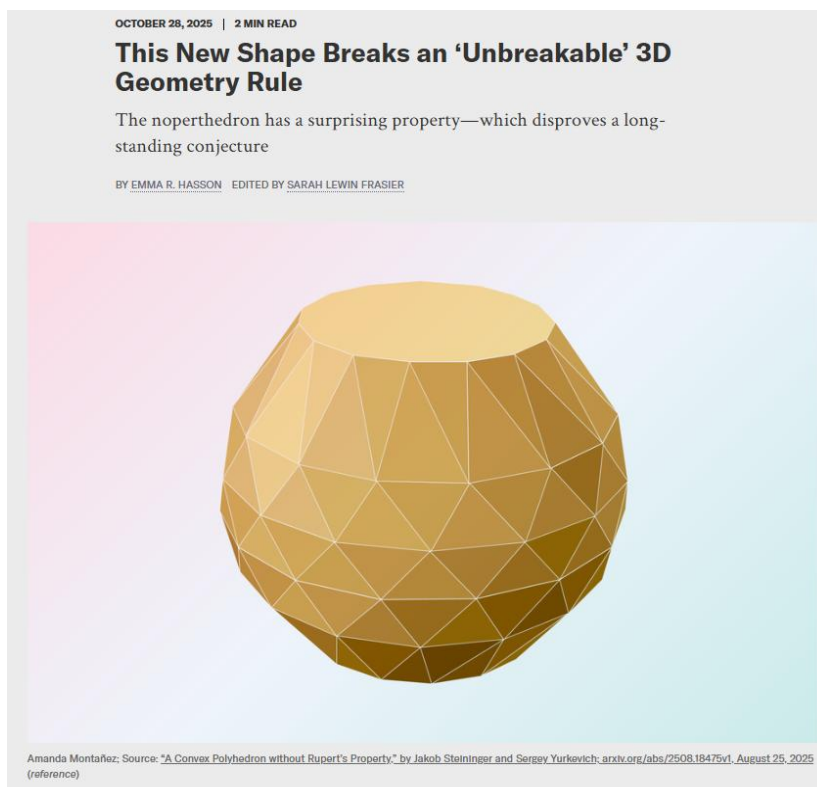 OCTOBER 28, 2025 | 2 MIN READ
This New Shape Breaks an ‘Unbreakable’ 3D
Geometry Rule
The noperthedron has a surprising property—which disproves a long-
standing conjecture
BY EMMA R. HASSON EDITED BY SARAH LEWIN FRASIER
Amanda Montañez; Source: “A Convex Polyhedron without Rupert’s Property,” by Jakob Steininger and Sergey Yurkevich; arxiv.org/abs/2508.18475v1, August 25, 2025
(reference)